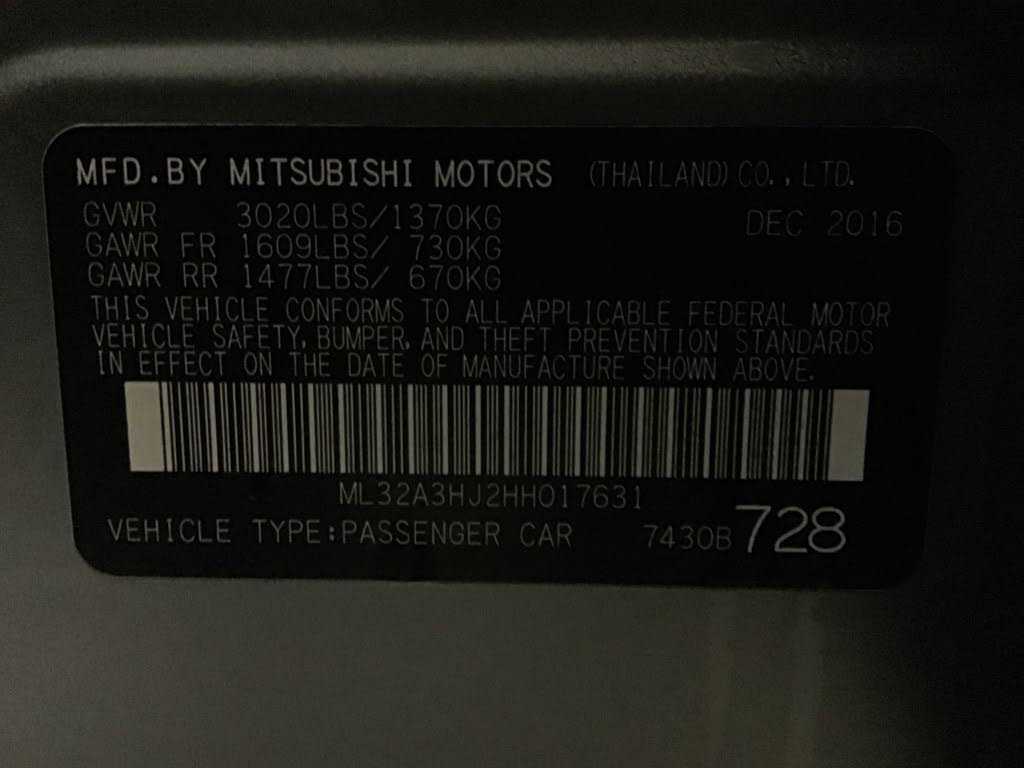 MFD.BY MITSUBISHI MOTORS (THAILAND) CO., LTD.
GVWR 3020LBS/1370KG DEC 2016
GAWR FR 1609LBS/ 730KG
GAWR RR 1477LBS/ 670KG
THIS VEHICLE CONFORMS TO ALL APPLICABLE FEDERAL MOTOR
VEHICLE SAFETY, BUMPER, AND THEFT PREVENTION STANDARDS
IN EFFECT ON THE DATE OF MANUFACTURE SHOWN ABOVE.
ML32A3HJ2HH017631
VEHICLE TYPE:PASSENGER CAR 7430B 728